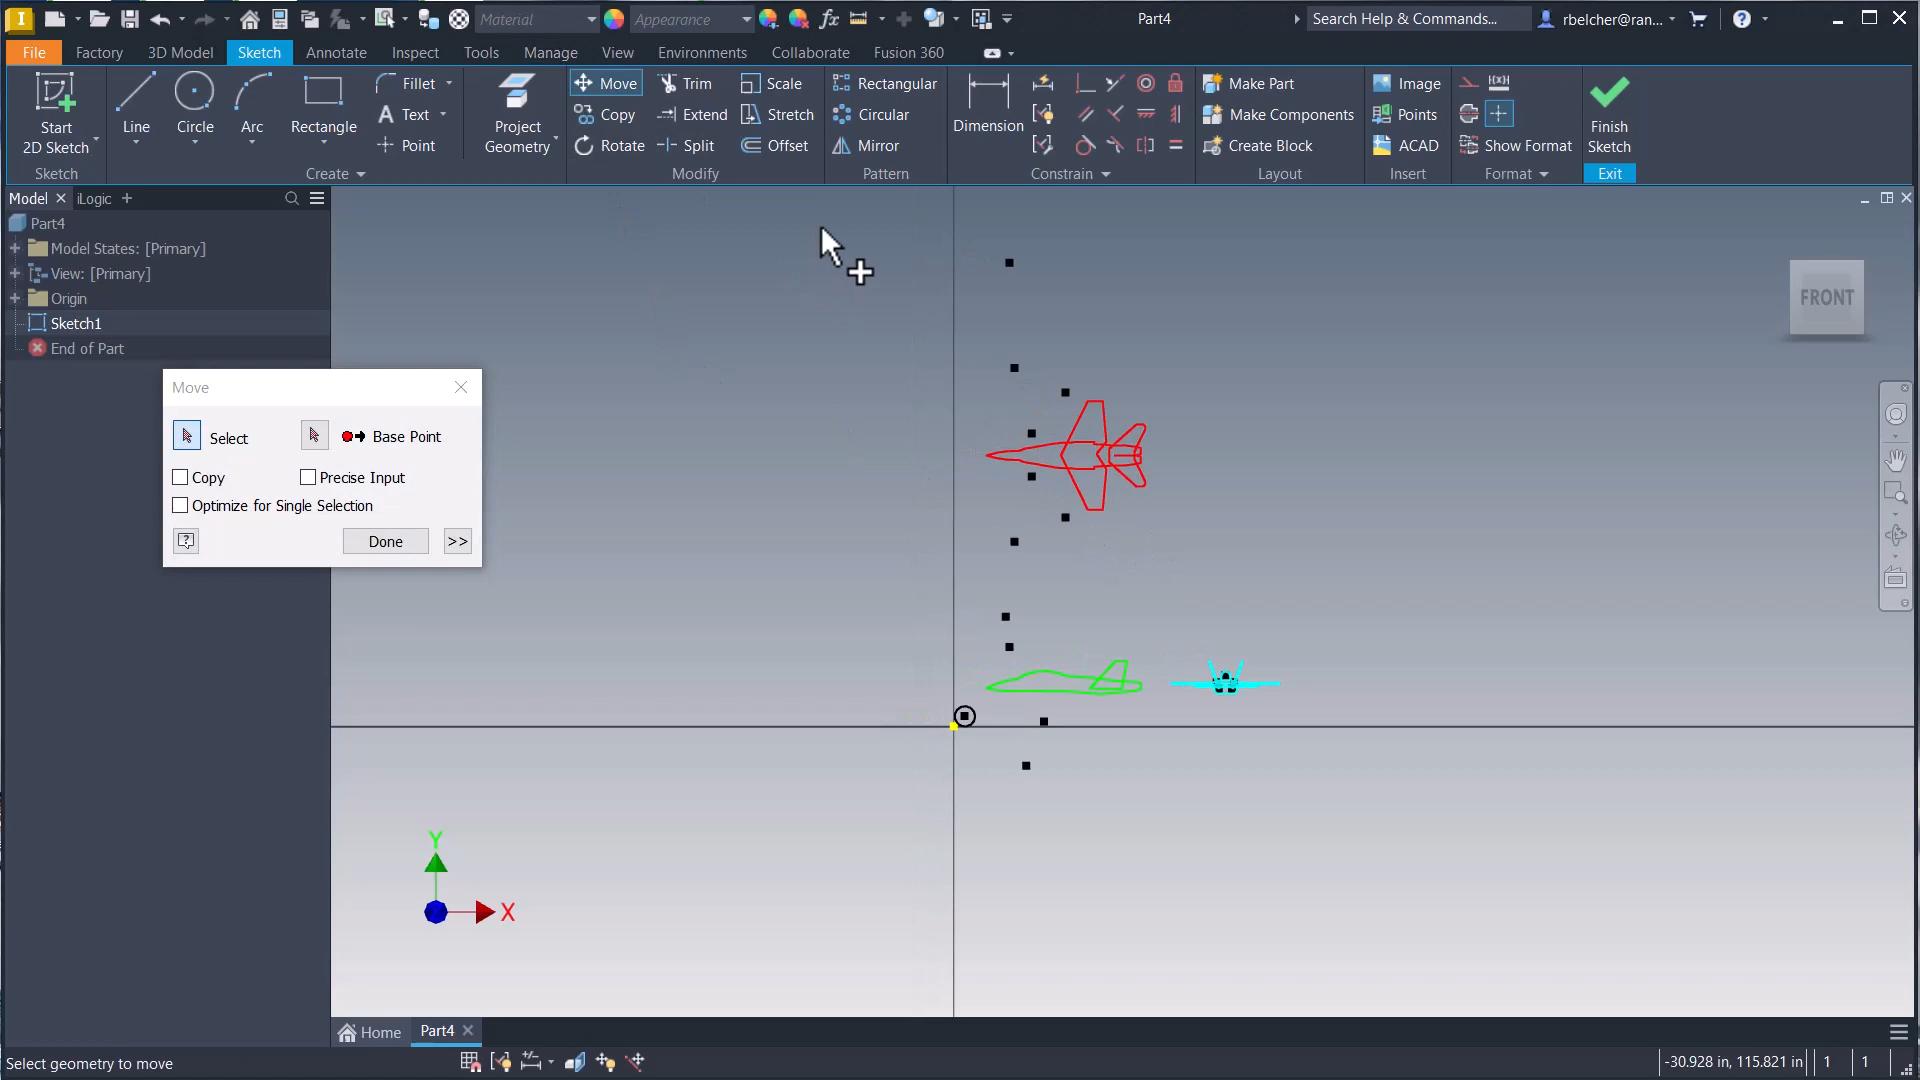 I Material Appearance fx Part4 Search Help & Commands... rbelcher@ran...
File Factory 3D Model Sketch Annotate Inspect Tools Manage View Environments Collaborate Fusion 360
Start
2D Sketch
Line
Circle
Arc
Rectangle
Fillet
A Text
Point
Project
Geometry
Move Trim Scale
Copy Extend Stretch
Rotate Split Offset
Rectangular
Circular
Mirror
Dimension
Make Part
Make Components
Create Block
Image
Points
ACAD
Show Format
Finish
Sketch
Sketch Create Modify Pattern Constrain Layout Insert Format Exit
Model iLogic
Part4
Model States: [Primary]
View: [Primary]
Origin
Sketch1
End of Part
Move
Select Base Point
Copy Precise Input
Optimize for Single Selection
Done >>
FRONT
Y
X
Home Part4
Select geometry to move -30.928 in, 115.821 in 1 1